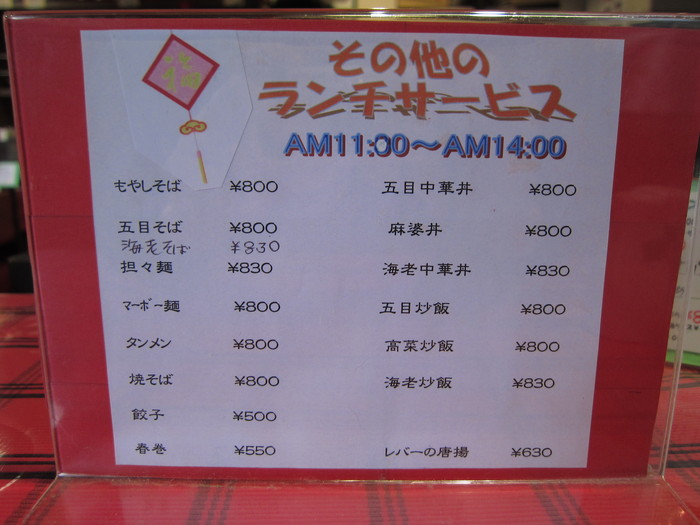 その他の
ランチサービス
AM11:00～AM14:00
もやしそば ¥800
五目そば ¥800
海老そば ¥830
担々麺 ¥830
マーボー麺 ¥800
タンメン ¥800
焼そば ¥800
餃子 ¥500
春巻 ¥550
五目中華丼 ¥800
麻婆丼 ¥800
海老中華丼 ¥830
五目炒飯 ¥800
高菜炒飯 ¥800
海老炒飯 ¥830
レバーの唐揚 ¥630